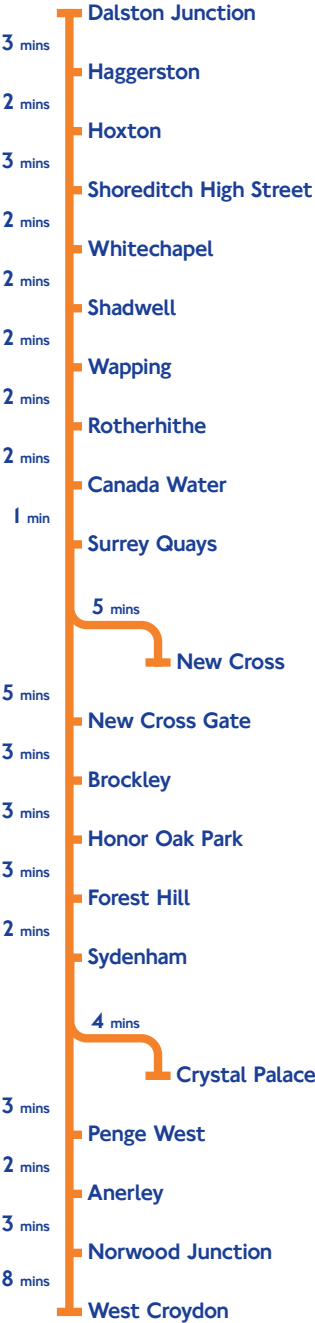 Dalston Junction
3 mins
Haggerston
2 mins
Hoxton
3 mins
Shoreditch High Street
2 mins
Whitechapel
2 mins
Shadwell
2 mins
Wapping
2 mins
Rotherhithe
2 mins
Canada Water
1 min
Surrey Quays
5 mins
New Cross
5 mins
New Cross Gate
3 mins
Brockley
3 mins
Honor Oak Park
3 mins
Forest Hill
2 mins
Sydenham
4 mins
Crystal Palace
3 mins
Penge West
2 mins
Anerley
3 mins
Norwood Junction
8 mins
West Croydon